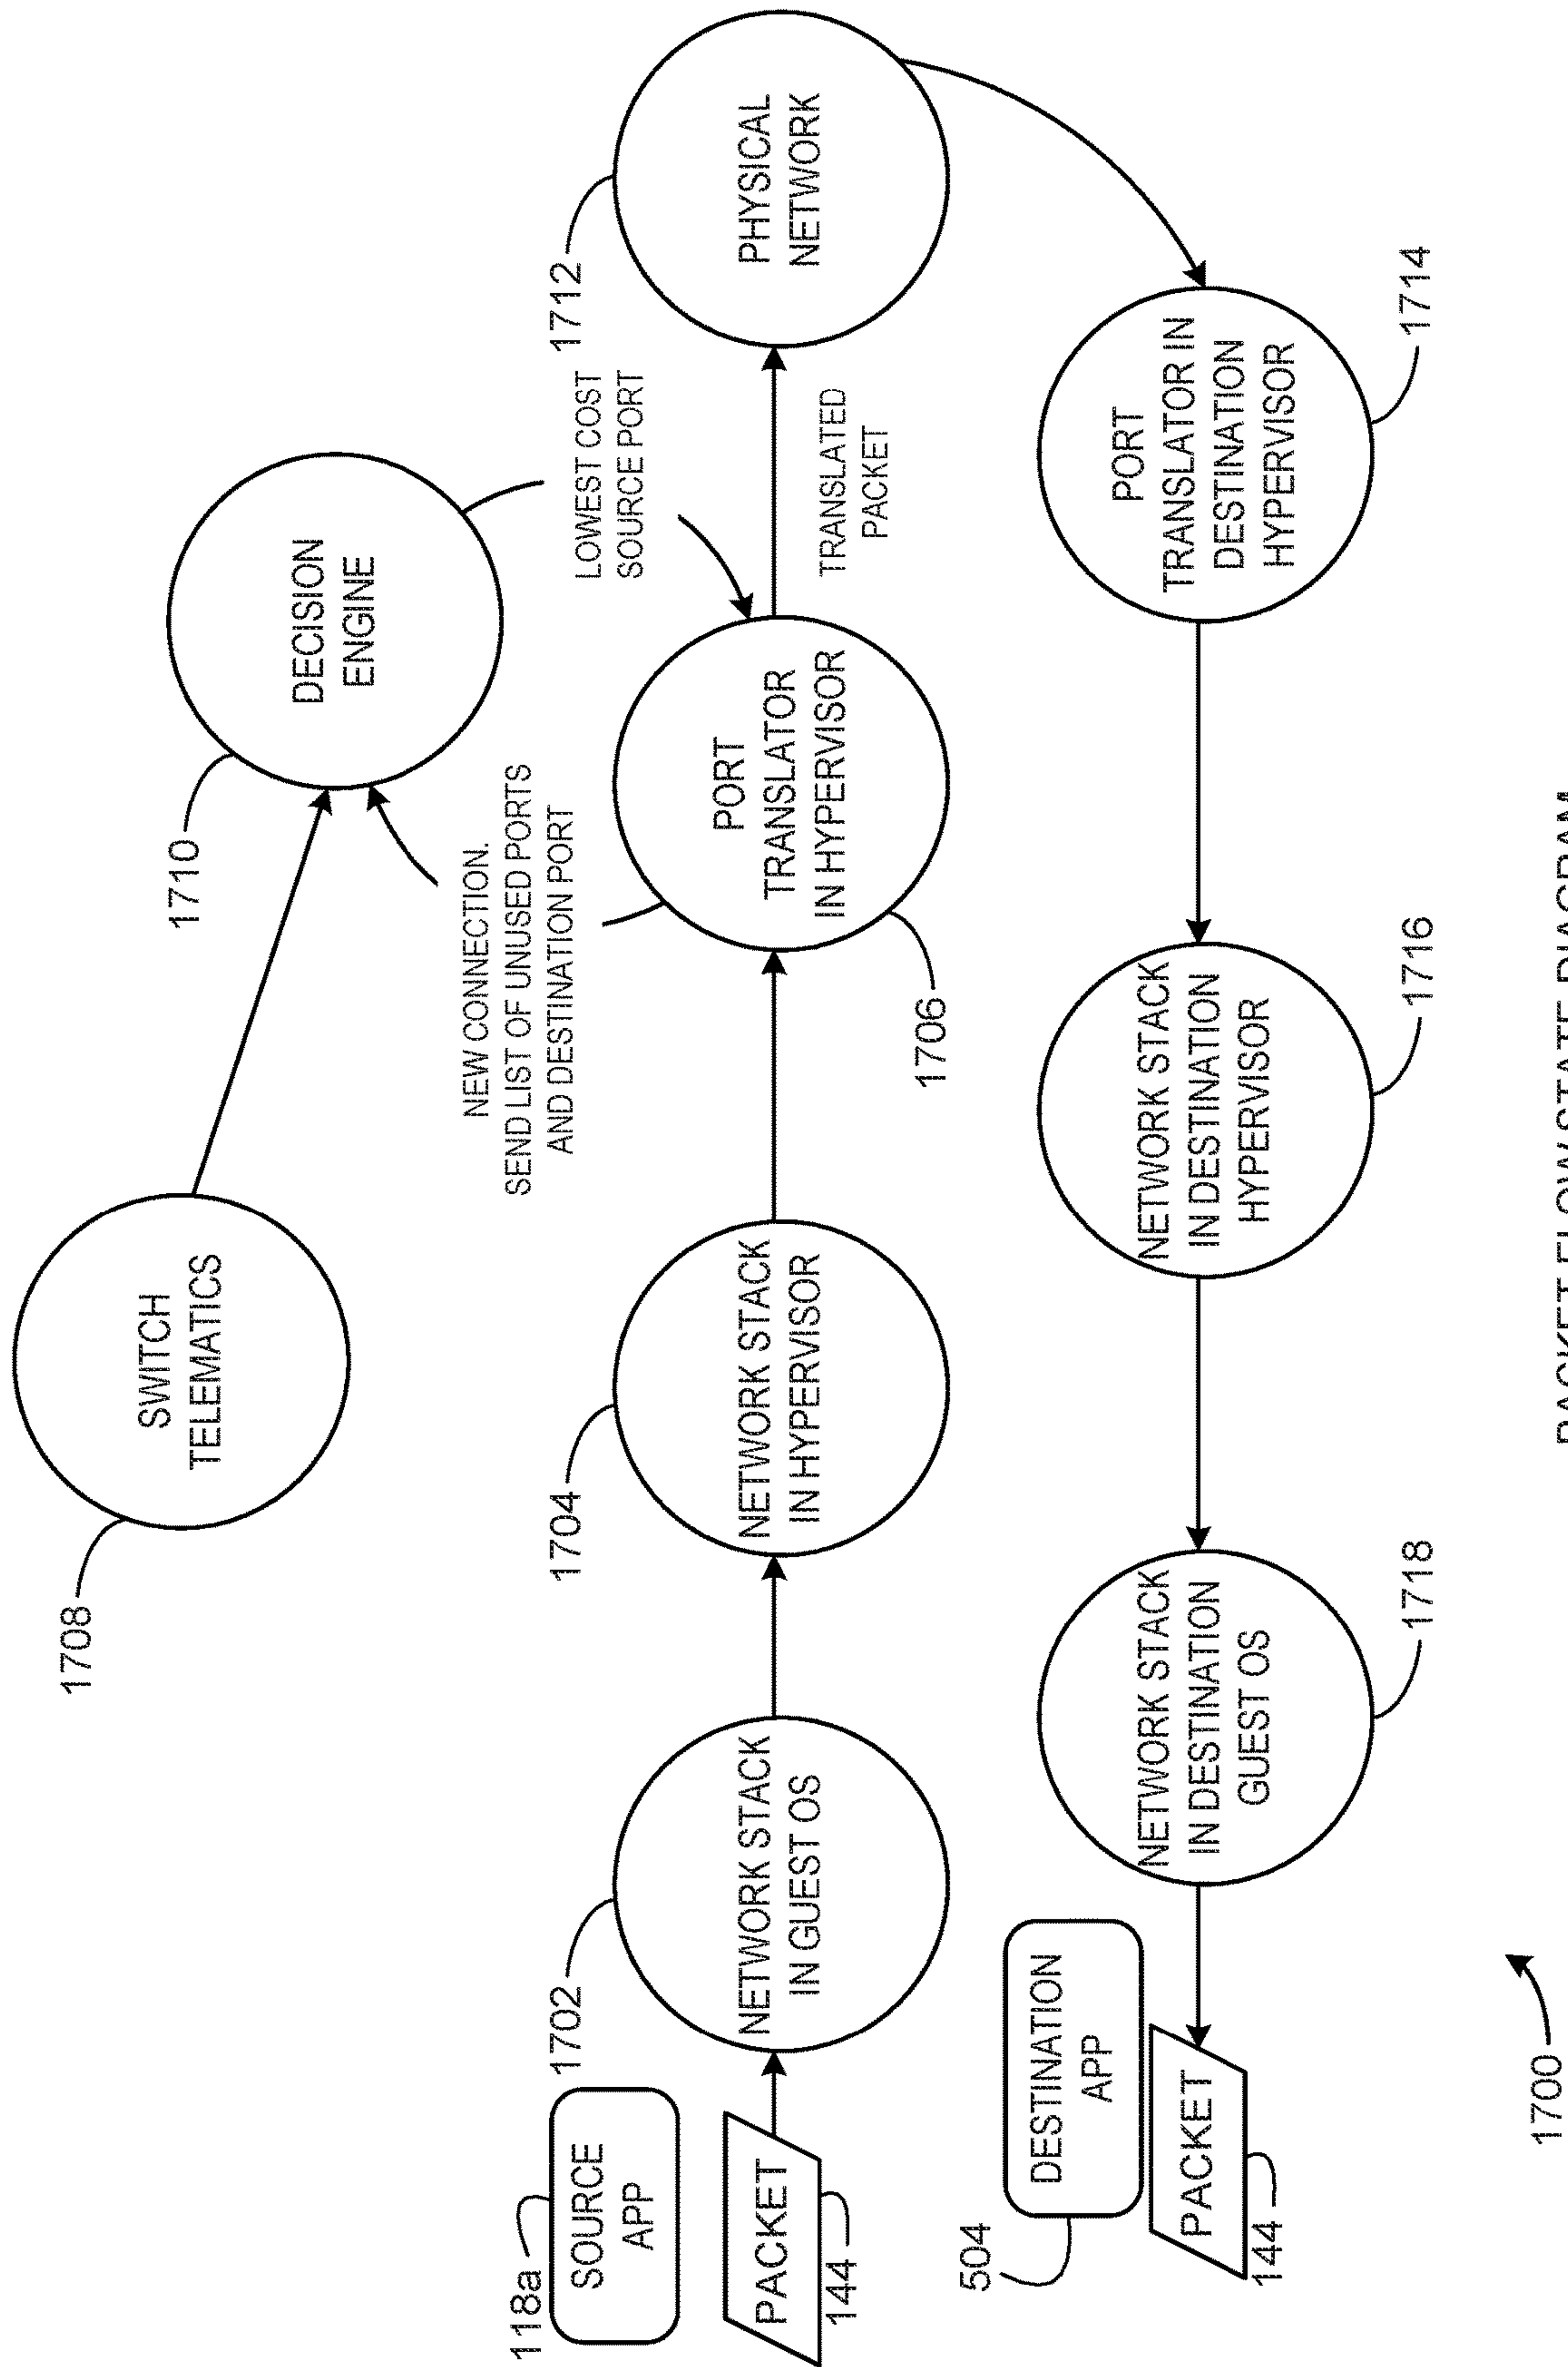 1708
SWITCH
TELEMATICS
1710
DECISION
ENGINE
NEW CONNECTION.
SEND LIST OF UNUSED PORTS
AND DESTINATION PORT
LOWEST COST
SOURCE PORT
118a
SOURCE
APP
PACKET
144
1702
NETWORK STACK
IN GUEST OS
1704
NETWORK STACK
IN HYPERVISOR
1706
PORT
TRANSLATOR
IN HYPERVISOR
TRANSLATED
PACKET
1712
PHYSICAL
NETWORK
504
DESTINATION
APP
PACKET
144
NETWORK STACK
IN DESTINATION
GUEST OS
1718
NETWORK STACK
IN DESTINATION
HYPERVISOR
1716
PORT
TRANSLATOR IN
DESTINATION
HYPERVISOR
1714
1700
PACKET FLOW STATE DIAGRAM